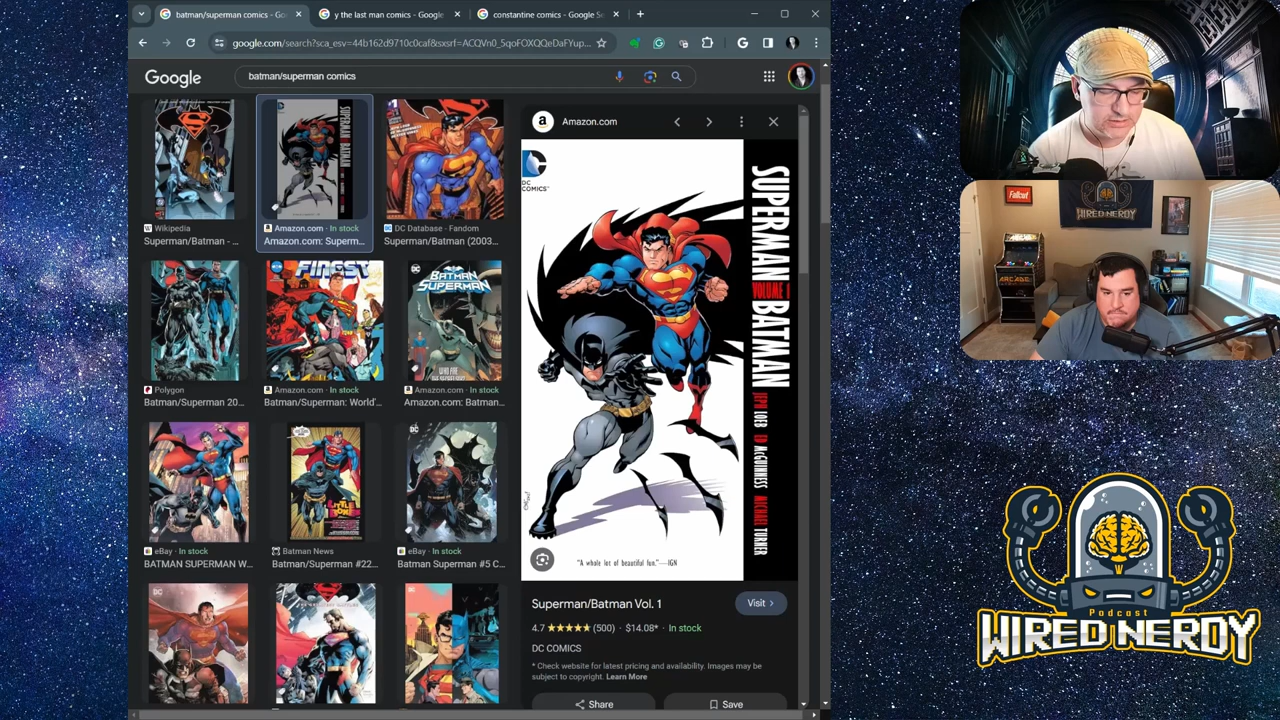 batman/superman comics - Go
y the last man comics - Google
constantine comics - Google Se
google.com/search?sca_esv=44b162d9710c0caf&sxsrf=ACQVn0_5qoFOXQQeDaFYup...
Google
batman/superman comics
Wikipedia
Superman/Batman - ...
Amazon.com · In stock
Amazon.com: Superm...
DC Database - Fandom
Superman/Batman (2003...
FINEST
BATMAN
SUPERMAN
Polygon
Batman/Superman 20...
Amazon.com · In stock
Batman/Superman: World'...
Amazon.com · In stock
Amazon.com: Batman...
eBay · In stock
BATMAN SUPERMAN W...
Batman News
Batman/Superman #22...
eBay · In stock
Batman Superman #5 C...
Amazon.com
DC COMICS™
SUPERMAN BATMAN
VOLUME 1
JEPH LOEB ED McGUINNESS MICHAEL TURNER
"A whole lot of beautiful fun."—IGN
Superman/Batman Vol. 1
Visit
4.7 (500) · $14.08* · In stock
DC COMICS
* Check website for latest pricing and availability. Images may be
subject to copyright. Learn More
Share
Save
Fallout
WIRED NERDY
ARCADE
Podcast
WIRED NERDY